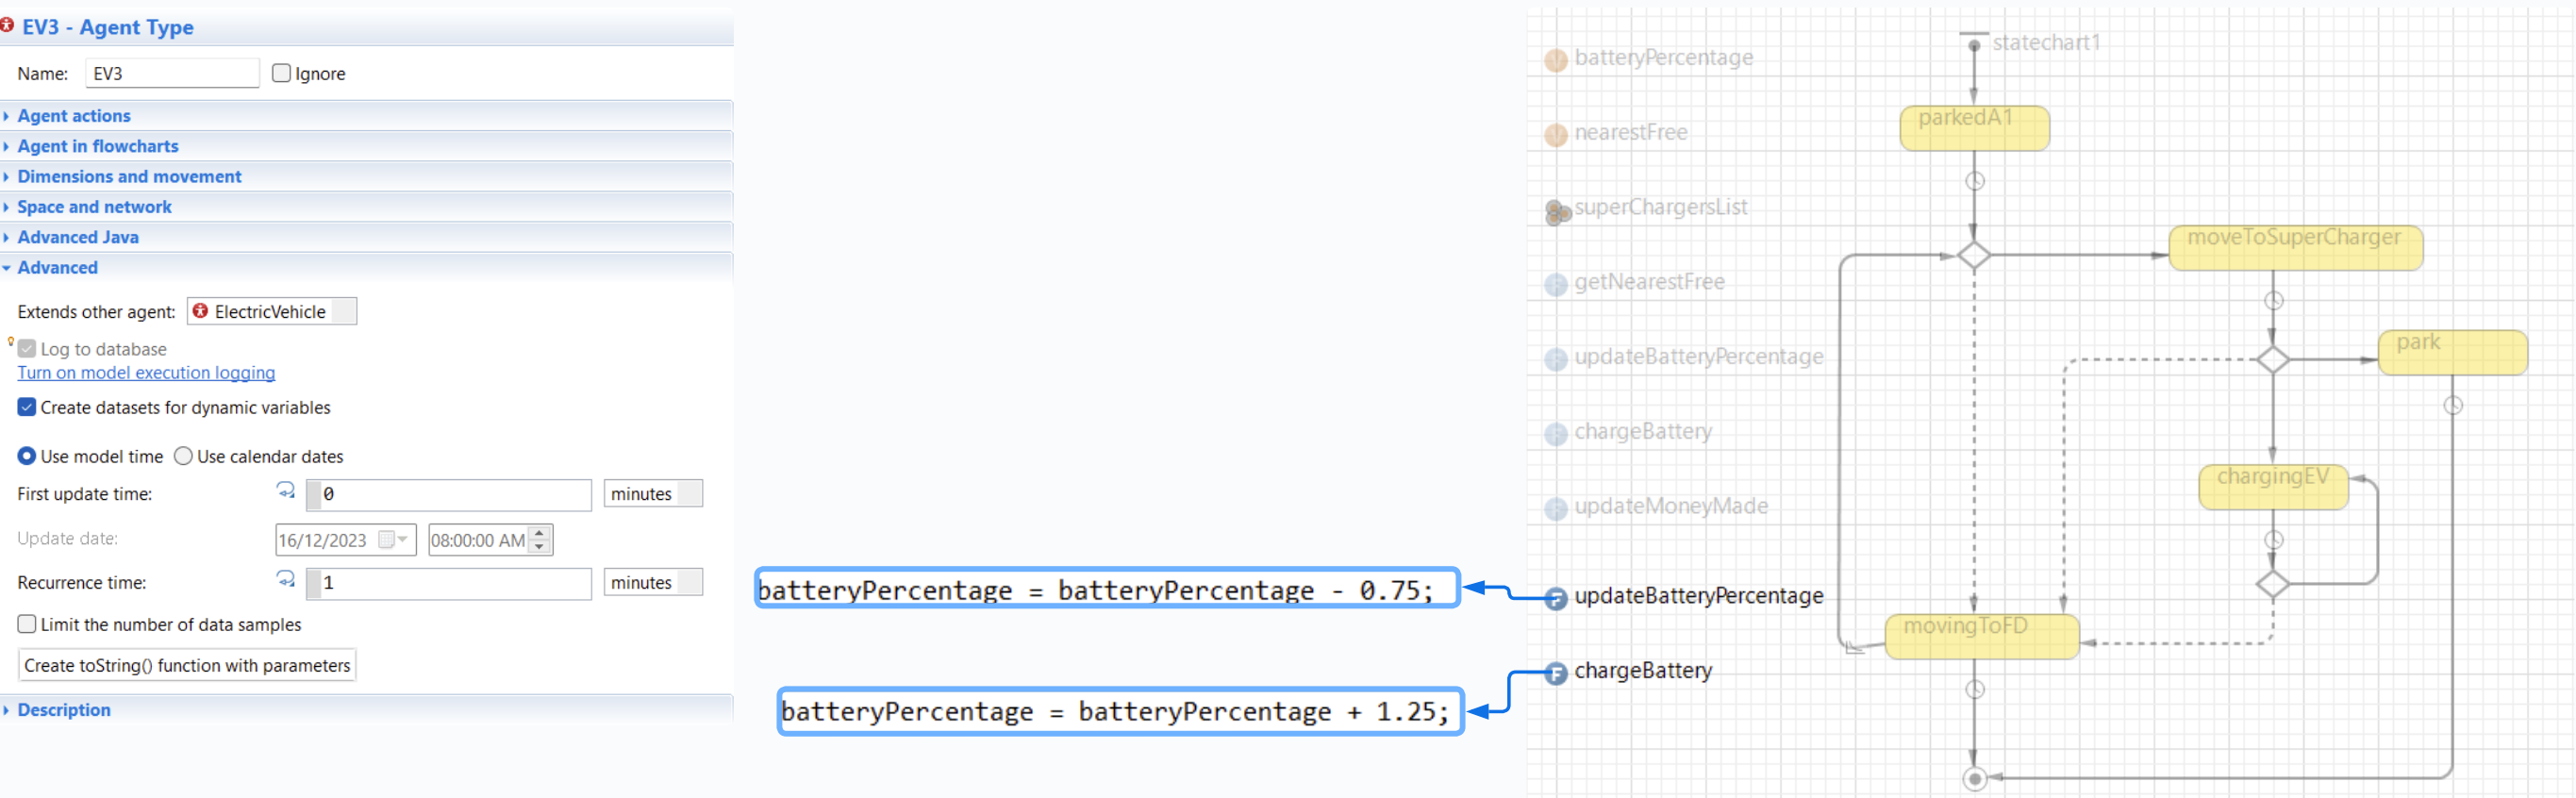 EV3 - Agent Type
Name: EV3 Ignore
Agent actions
Agent in flowcharts
Dimensions and movement
Space and network
Advanced Java
Advanced
Extends other agent: ElectricVehicle
Log to database
Turn on model execution logging
Create datasets for dynamic variables
Use model time Use calendar dates
First update time: 0 minutes
Update date: 16/12/2023 08:00:00 AM
Recurrence time: 1 minutes
Limit the number of data samples
Create toString() function with parameters
Description
batteryPercentage = batteryPercentage - 0.75;
batteryPercentage = batteryPercentage + 1.25;
batteryPercentage
nearestFree
superChargersList
getNearestFree
updateBatteryPercentage
chargeBattery
updateMoneyMade
updateBatteryPercentage
chargeBattery
statechart1
parkedA1
moveToSuperCharger
park
chargingEV
movingToFD